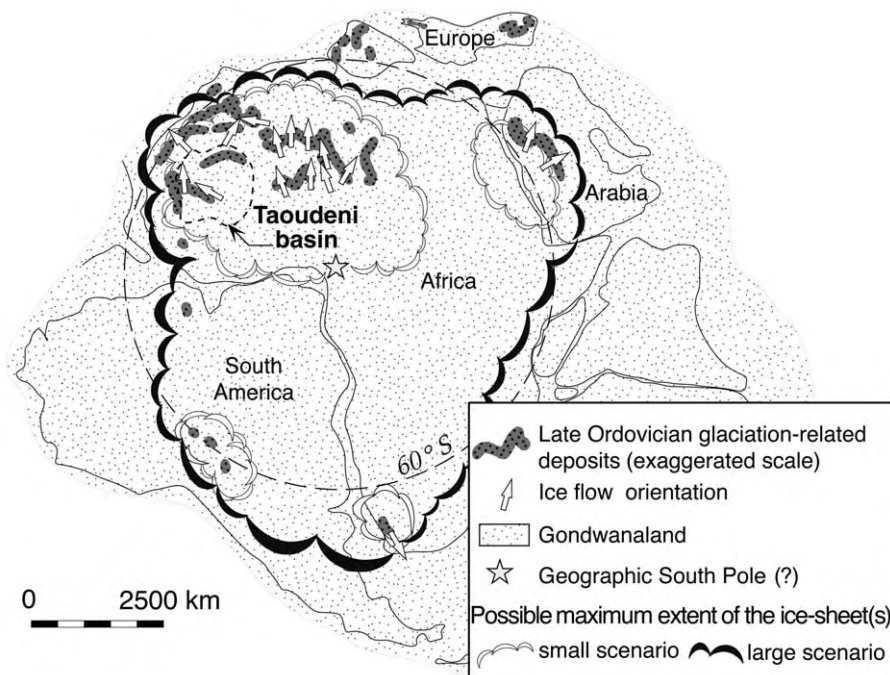 Europe
Arabia
Taoudeni
basin
Africa
South
America
60° S
0 2500 km
Late Ordovician glaciation-related
deposits (exaggerated scale)
Ice flow orientation
Gondwanaland
Geographic South Pole (?)
Possible maximum extent of the ice-sheet(s)
small scenario large scenario